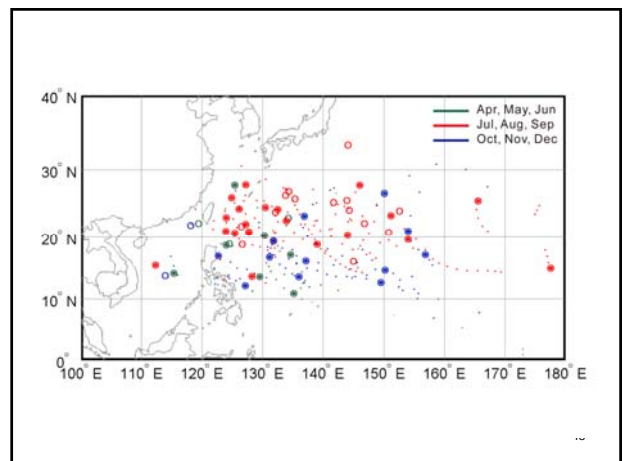 40° N
Apr, May, Jun
Jul, Aug, Sep
Oct, Nov, Dec
30° N
20° N
10° N
0°
100° E 110° E 120° E 130° E 140° E 150° E 160° E 170° E 180° E